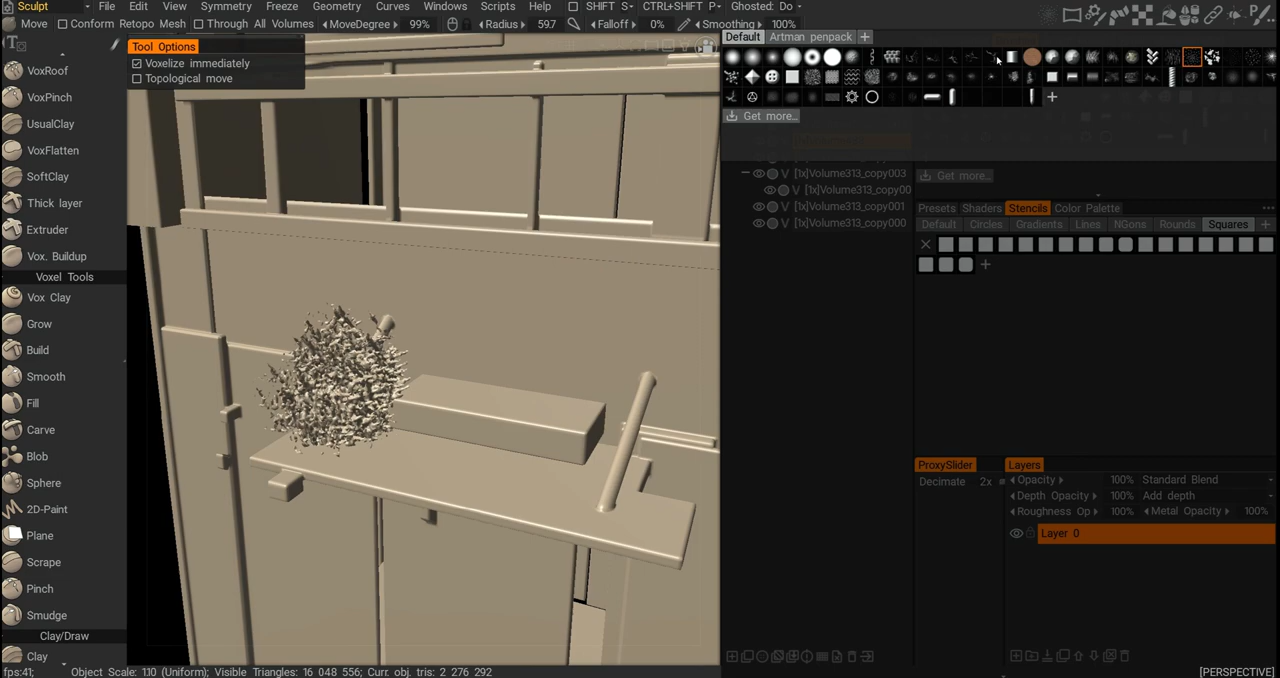 Sculpt File Edit View Symmetry Freeze Geometry Curves Windows Scripts Help SHIFT S- CTRL+SHIFT P- Ghosted: Do
Conform Retopo Mesh Through All Volumes MoveDegree 99% Radius 59.7 Falloff 0% Smoothing 100%
Default Artman penpack +
Tool Options
Voxelize immediately
Topological move
VoxRoof
VoxPinch
UsualClay
VoxFlatten
SoftClay
Thick layer
Extruder
Vox. Buildup
Voxel Tools
Vox Clay
Grow
Build
Smooth
Fill
Carve
Blob
Sphere
2D-Paint
Plane
Scrape
Pinch
Smudge
Clay/Draw
Clay
Get more...
V [1x]Volume313_copy003
V [1x]Volume313_copy00
V [1x]Volume313_copy001
V [1x]Volume313_copy000
Get more...
Presets Shaders Stencils Color Palette
Default Circles Gradients Lines NGons Rounds Squares +
ProxySlider
Decimate 2x
Layers
Opacity 100% Standard Blend
Depth Opacity 100% Add depth
Roughness Op 100% Metal Opacity 100%
Layer 0
fps:41; Object Scale: 110 (Uniform); Visible Triangles: 16 048 556; Curr. obj. tris: 2 276 292
[PERSPECTIVE]